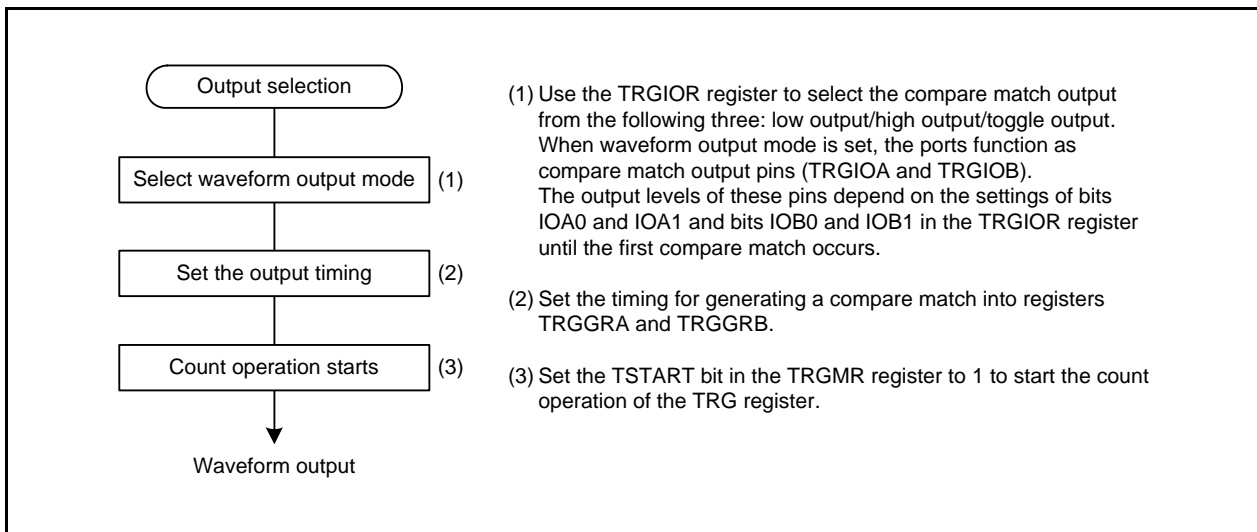 Output selection
Select waveform output mode (1)
Set the output timing (2)
Count operation starts (3)
Waveform output
(1) Use the TRGIOR register to select the compare match output
from the following three: low output/high output/toggle output.
When waveform output mode is set, the ports function as
compare match output pins (TRGIOA and TRGIOB).
The output levels of these pins depend on the settings of bits
IOA0 and IOA1 and bits IOB0 and IOB1 in the TRGIOR register
until the first compare match occurs.
(2) Set the timing for generating a compare match into registers
TRGGRA and TRGGRB.
(3) Set the TSTART bit in the TRGMR register to 1 to start the count
operation of the TRG register.